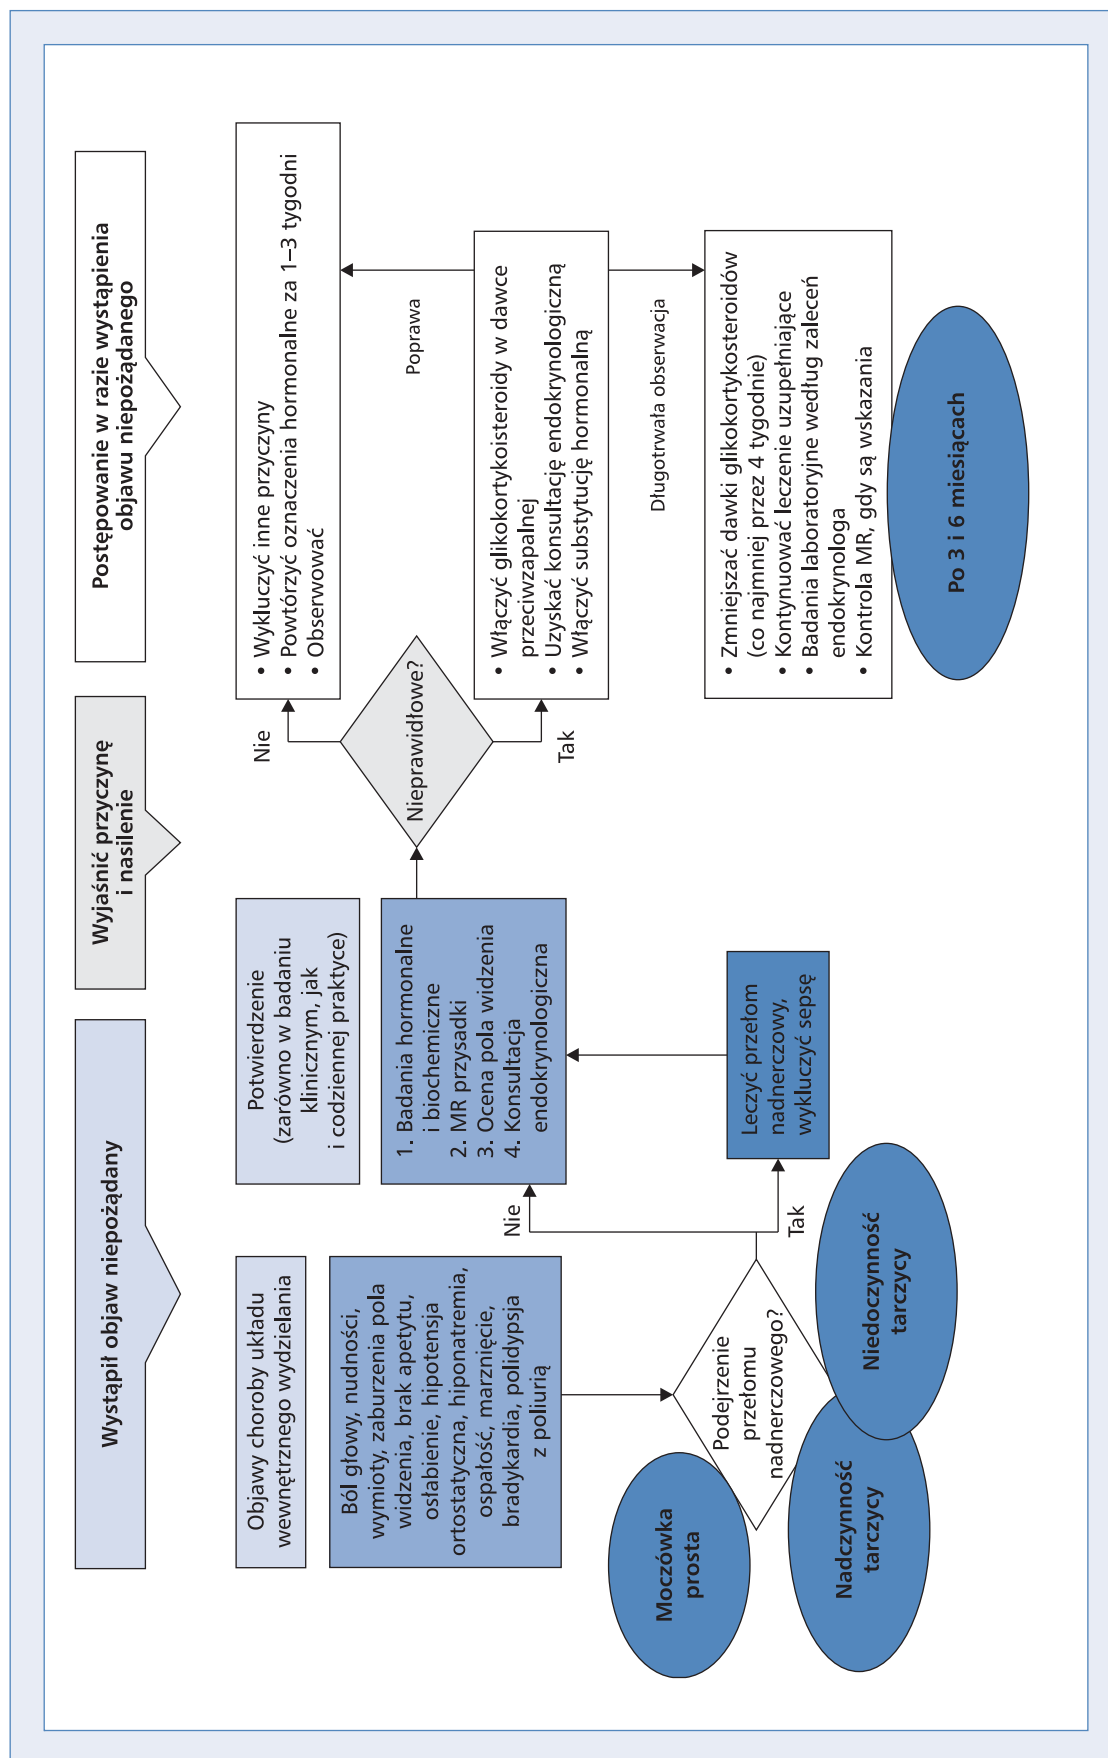 Wystąpił objaw niepożądany
Wyjaśnić przyczynę
i nasilenie
Postępowanie w razie wystąpienia
objawu niepożądanego
Objawy choroby układu
wewnętrznego wydzielania
Ból głowy, nudności,
wymioty, zaburzenia pola
widzenia, brak apetytu,
osłabienie, hipotensja
ortostatyczna, hiponatremia,
ospałość, marznięcie,
bradykardia, polidypsja
z poliurią
Podejrzenie
przełomu
nadnerczowego?
Moczówka
prosta
Nadczynność
tarczycy
Niedoczynność
tarczycy
Nie
Tak
Potwierdzenie
(zarówno w badaniu
klinicznym, jak
i codziennej praktyce)
1. Badania hormonalne
i biochemiczne
2. MR przysadki
3. Ocena pola widzenia
4. Konsultacja
endokrynologiczna
Leczyć przełom
nadnerczowy,
wykluczyć sepsę
Nieprawidłowe?
Nie
Tak
• Wykluczyć inne przyczyny
• Powtórzyć oznaczenia hormonalne za 1–3 tygodni
• Obserwować
Poprawa
• Włączyć glikokortykoisteroidy w dawce
przeciwzapalnej
• Uzyskać konsultację endokrynologiczną
• Włączyć substytucję hormonalną
Długotrwała obserwacja
• Zmniejszać dawki glikokortykosteroidów
(co najmniej przez 4 tygodnie)
• Kontynuować leczenie uzupełniające
• Badania laboratoryjne według zaleceń
endokrynologa
• Kontrola MR, gdy są wskazania
Po 3 i 6 miesiącach